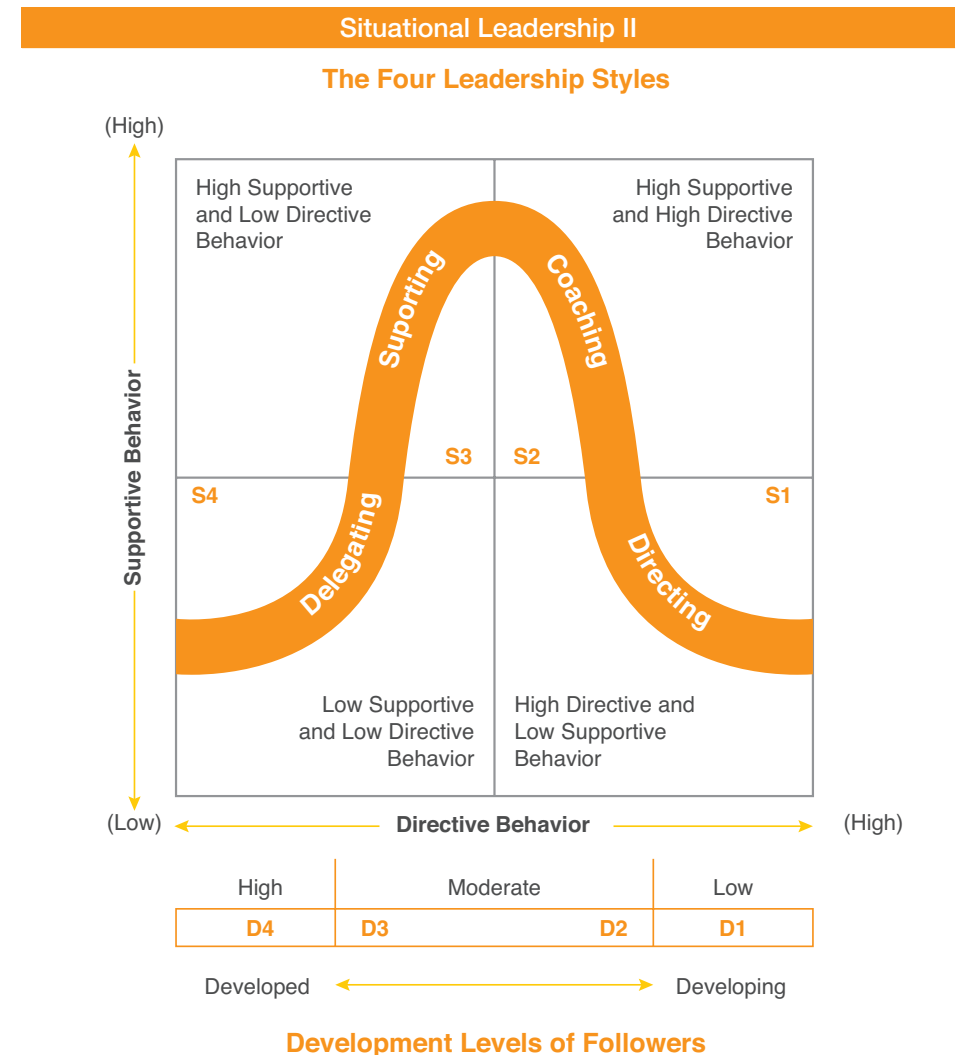 Situational Leadership II
The Four Leadership Styles
(High)
High Supportive
and Low Directive
Behavior
High Supportive
and High Directive
Behavior
Suporting
Coaching
Supportive Behavior
S3
S2
S4
S1
Delegating
Directing
Low Supportive
and Low Directive
Behavior
High Directive and
Low Supportive
Behavior
(Low)
Directive Behavior
(High)
High
Moderate
Low
D4
D3
D2
D1
Developed
Developing
Development Levels of Followers